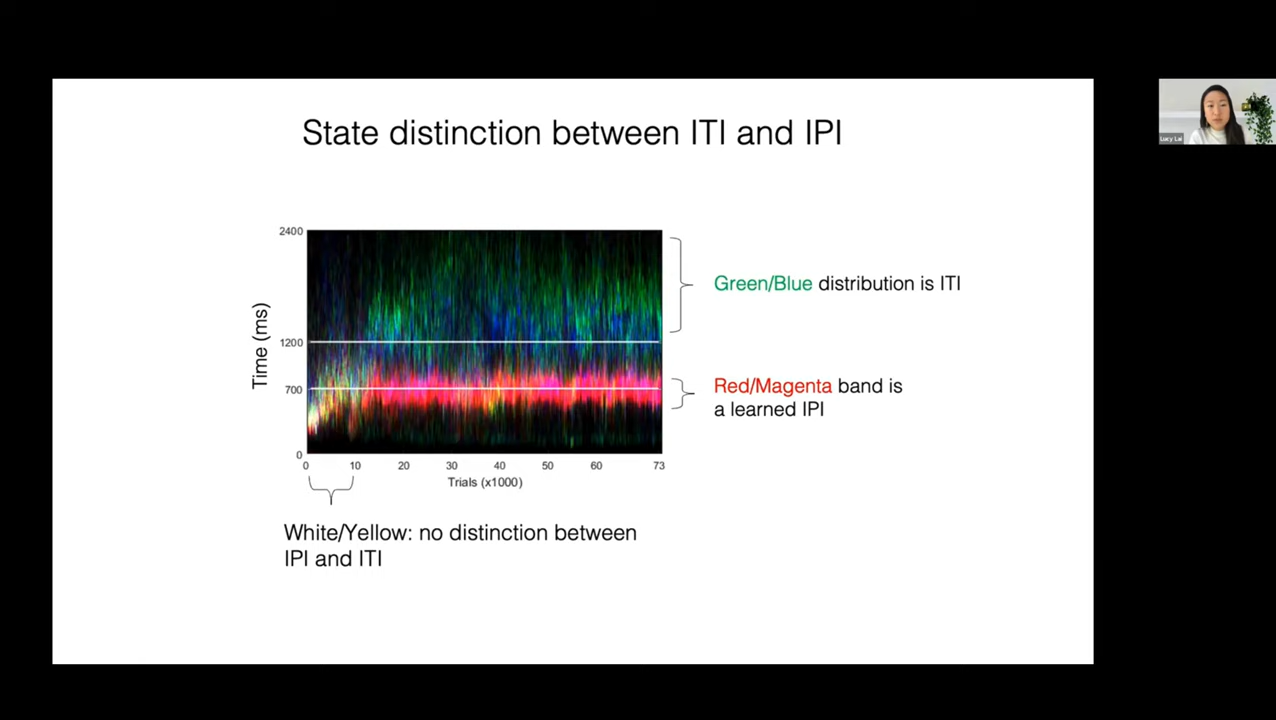 State distinction between ITI and IPI
Lucy Lai
2400
1200
700
0
Time (ms)
0 10 20 30 40 50 60 73
Trials (x1000)
Green/Blue distribution is ITI
Red/Magenta band is
a learned IPI
White/Yellow: no distinction between
IPI and ITI